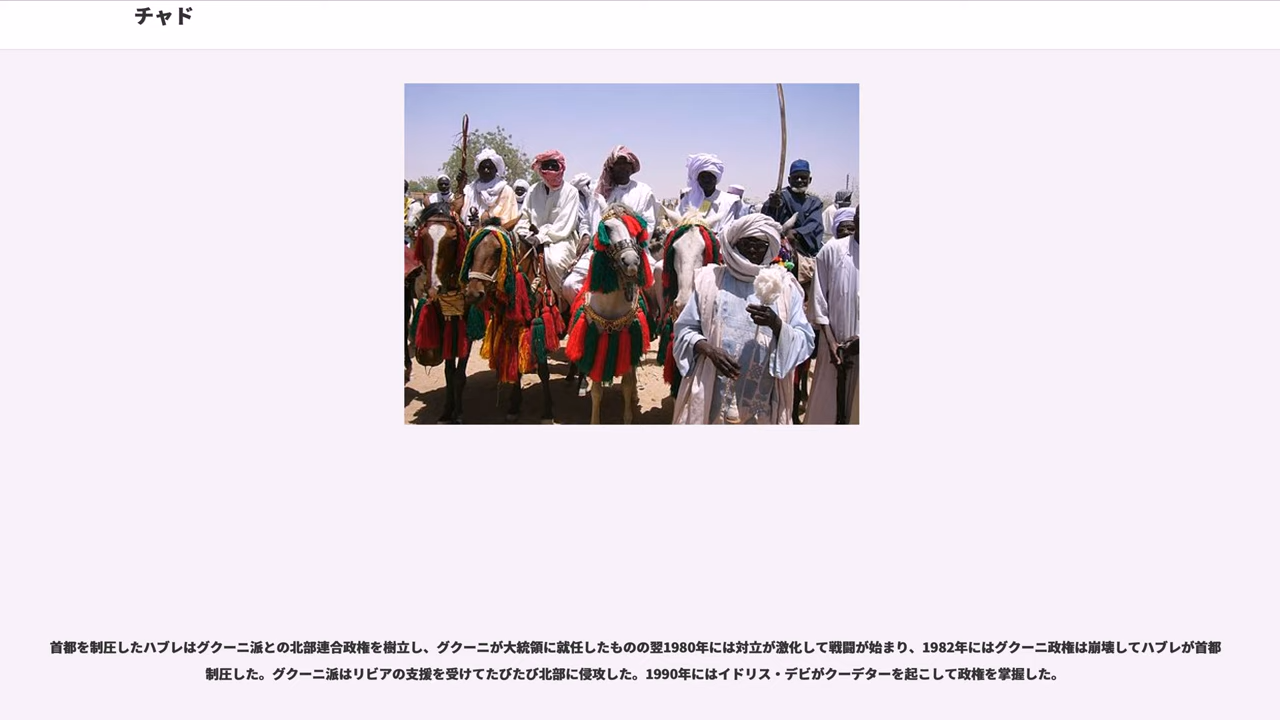 チャド
首都を制圧したハブレはグクーニ派との北部連合政権を樹立し、グクーニが大統領に就任したものの翌1980年には対立が激化して戦闘が始まり、1982年にはグクーニ政権は崩壊してハブレが首都
制圧した。グクーニ派はリビアの支援を受けてたびたび北部に侵攻した。1990年にはイドリス・デビがクーデターを起こして政権を掌握した。